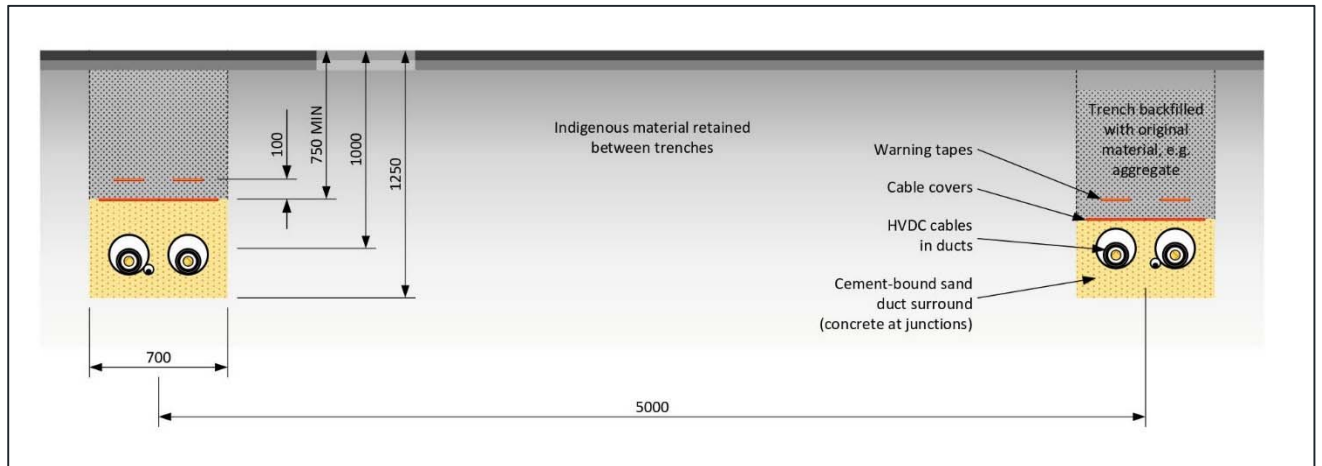 100
750 MIN
1000
1250
Indigenous material retained
between trenches
Warning tapes
Cable covers
HVDC cables
in ducts
Cement-bound sand
duct surround
(concrete at junctions)
Trench backfilled
with original
material, e.g.
aggregate
700
5000